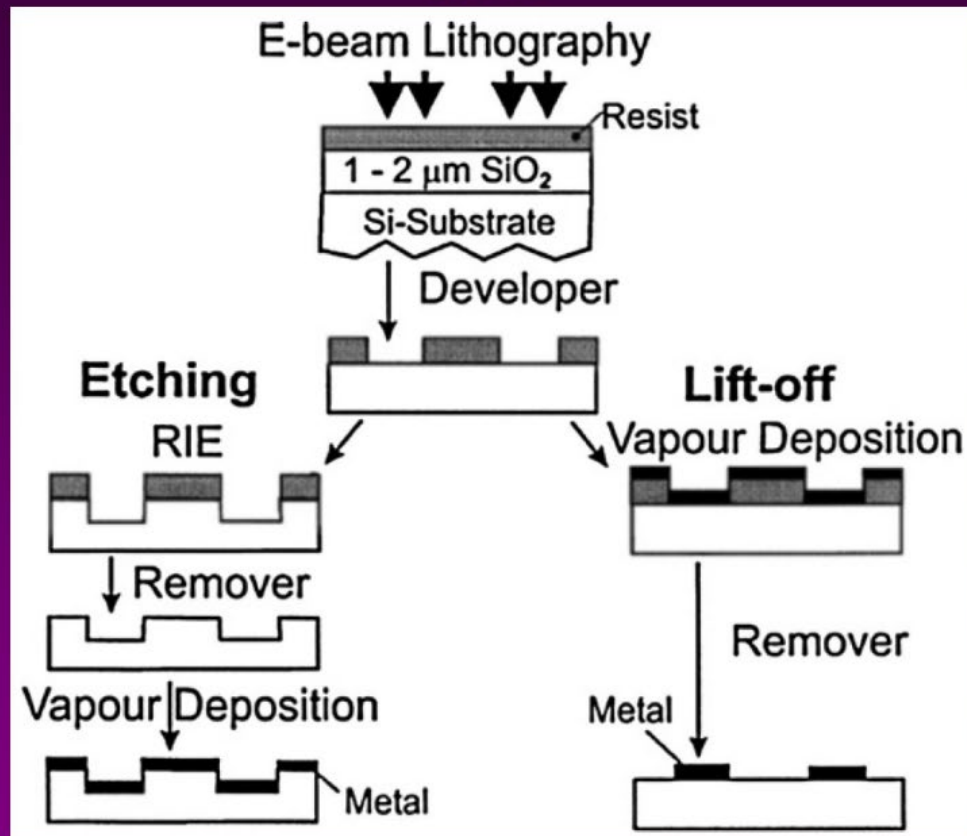 E-beam Lithography
Resist
1 - 2 μm SiO₂
Si-Substrate
Developer
Etching
RIE
Remover
Vapour Deposition
Metal
Lift-off
Vapour Deposition
Remover
Metal